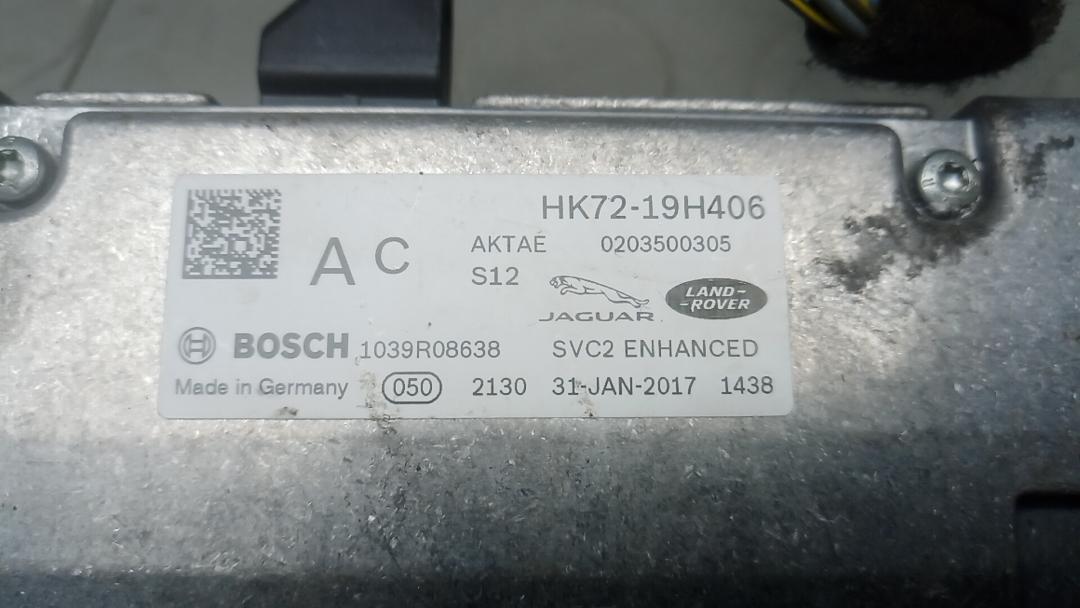 HK72-19H406
A C AKTAE 0203500305
S12
JAGUAR LAND-ROVER
BOSCH 1039R08638 SVC2 ENHANCED
Made in Germany 050 2130 31-JAN-2017 1438